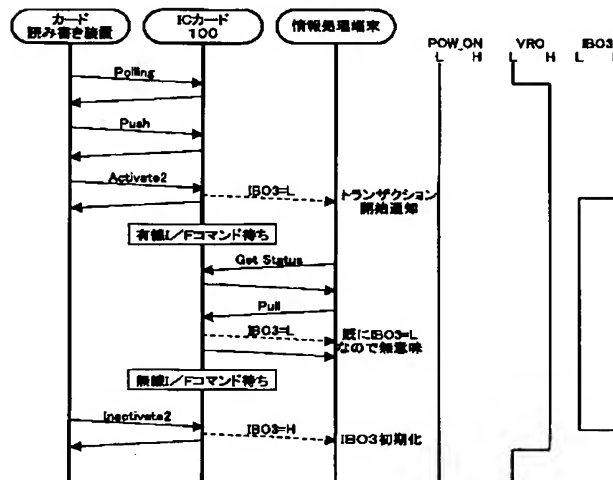 カード
読み書き装置
ICカード
100
情報処理端末
POW_ON
L H
VRO
L H
IBO3
L
Polling
Push
Activate2
IBO3=L
トランザクション
開始通知
有線I/Fコマンド待ち
Get Status
Pull
IBO3=L
既にIBO3=L
なので無意味
無線I/Fコマンド待ち
Inactivate2
IBO3=H
IBO3初期化